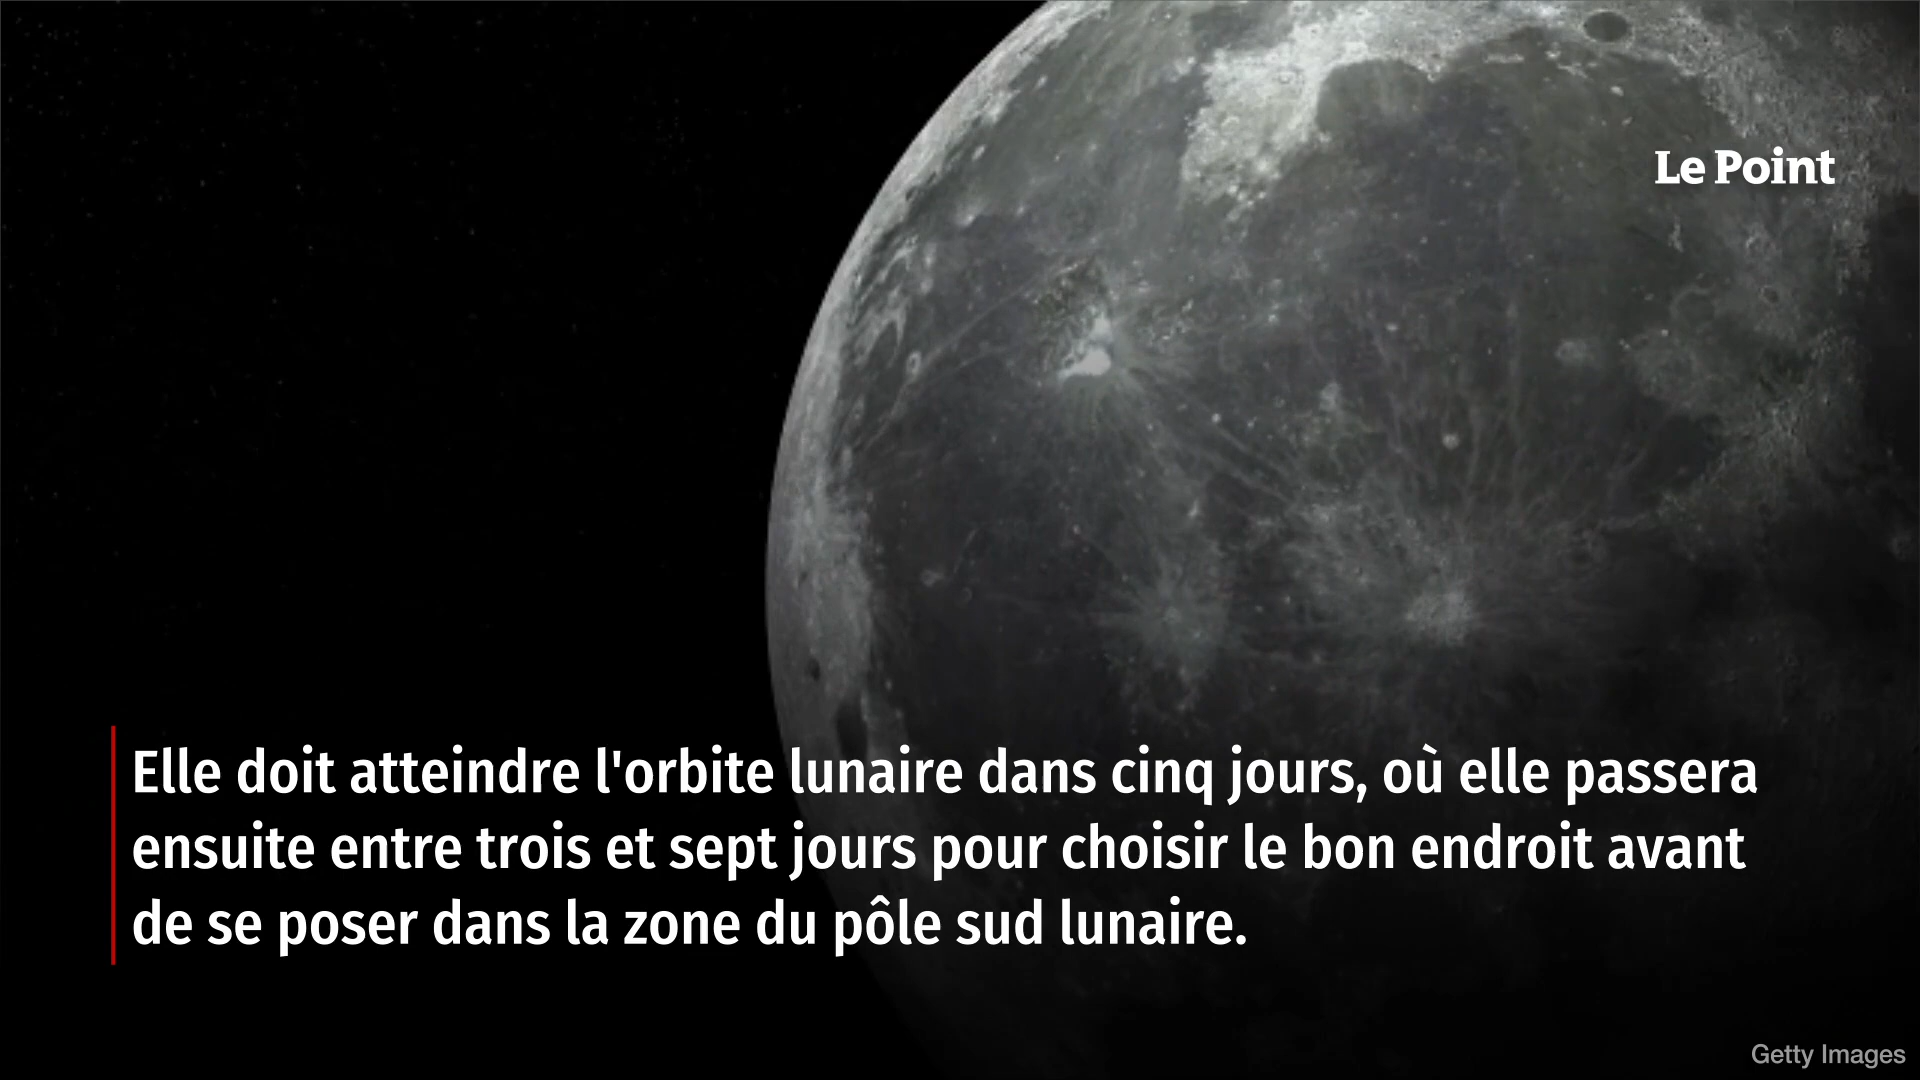 Le Point
Elle doit atteindre l'orbite lunaire dans cinq jours, où elle passera
ensuite entre trois et sept jours pour choisir le bon endroit avant
de se poser dans la zone du pôle sud lunaire.
Getty Images